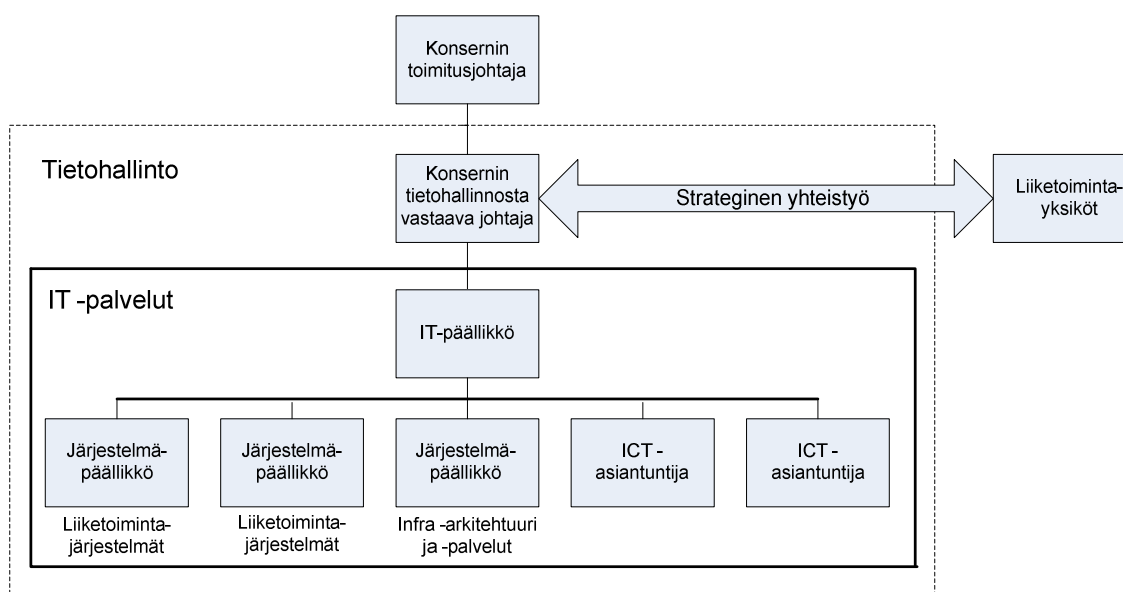 Konsernin
toimitusjohtaja
Tietohallinto
Konsernin
tietohallinnosta
vastaava johtaja
Strateginen yhteistyö
Liiketoiminta-
yksiköt
IT -palvelut
IT-päällikkö
Järjestelmä-
päällikkö
Järjestelmä-
päällikkö
Järjestelmä-
päällikkö
ICT -
asiantuntija
ICT -
asiantuntija
Liiketoiminta-
järjestelmät
Liiketoiminta-
järjestelmät
Infra -arkitehtuuri
ja -palvelut